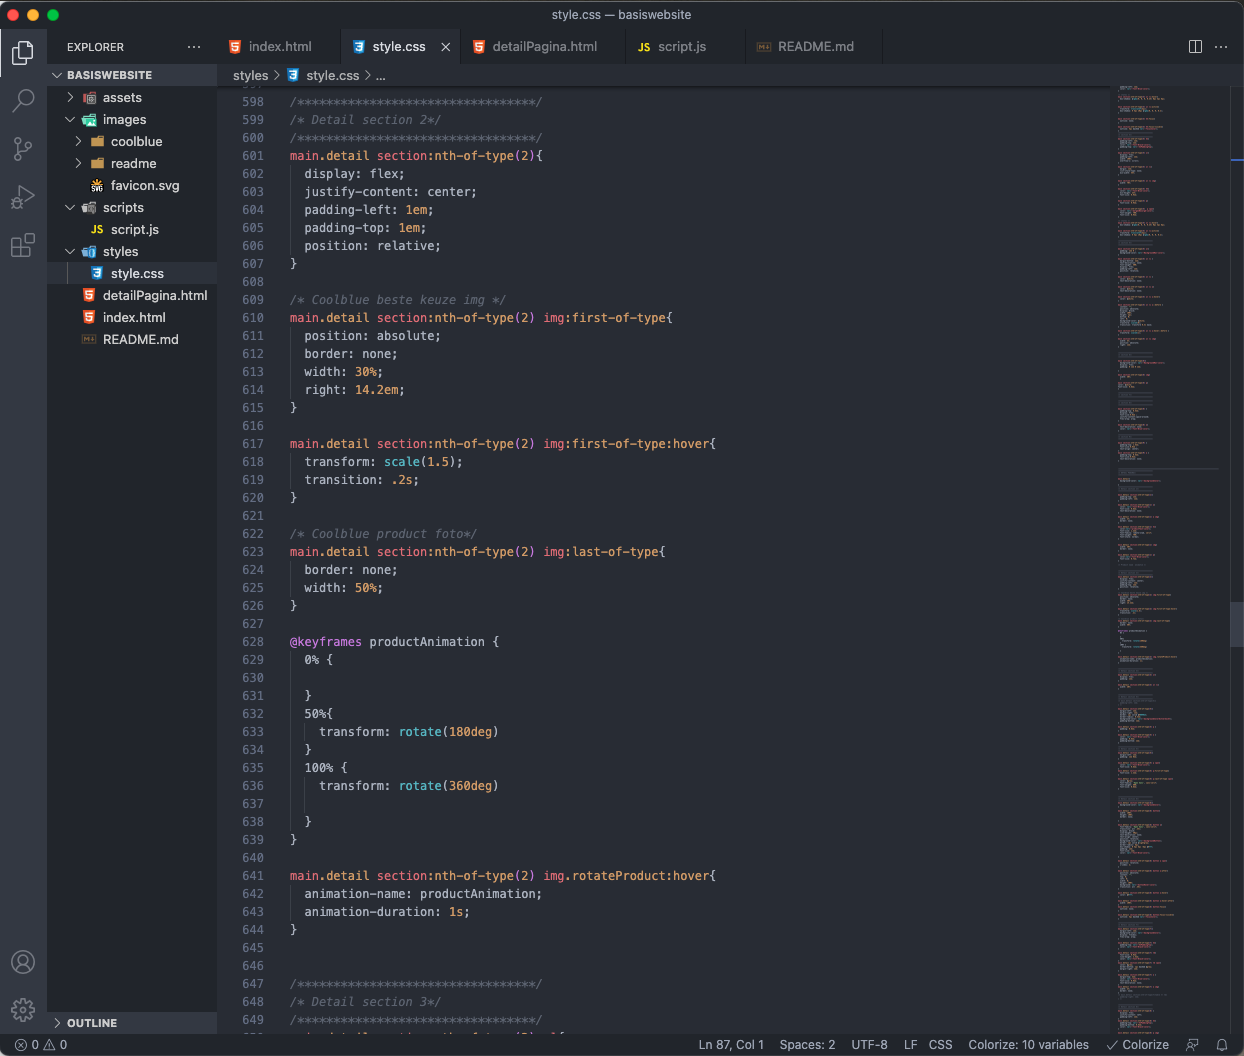 style.css — basiswebsite
EXPLORER
index.html
style.css
detailPagina.html
script.js
README.md
BASISWEBSITE
styles > style.css > ...
assets
images
coolblue
readme
favicon.svg
scripts
JS script.js
styles
style.css
detailPagina.html
index.html
README.md
598 /*********************************/
599 /* Detail section 2*/
600 /*********************************/
601 main.detail section:nth-of-type(2){
602 display: flex;
603 justify-content: center;
604 padding-left: 1em;
605 padding-top: 1em;
606 position: relative;
607 }
608
609 /* Coolblue beste keuze img */
610 main.detail section:nth-of-type(2) img:first-of-type{
611 position: absolute;
612 border: none;
613 width: 30%;
614 right: 14.2em;
615 }
616
617 main.detail section:nth-of-type(2) img:first-of-type:hover{
618 transform: scale(1.5);
619 transition: .2s;
620 }
621
622 /* Coolblue product foto*/
623 main.detail section:nth-of-type(2) img:last-of-type{
624 border: none;
625 width: 50%;
626 }
627
628 @keyframes productAnimation {
629 0% {
630
631 }
632 50%{
633 transform: rotate(180deg)
634 }
635 100% {
636 transform: rotate(360deg)
637
638 }
639 }
640
641 main.detail section:nth-of-type(2) img.rotateProduct:hover{
642 animation-name: productAnimation;
643 animation-duration: 1s;
644 }
645
646
647 /*********************************/
648 /* Detail section 3*/
649 /*********************************/
OUTLINE
0 0
Ln 87, Col 1
Spaces: 2
UTF-8
LF
CSS
Colorize: 10 variables
Colorize